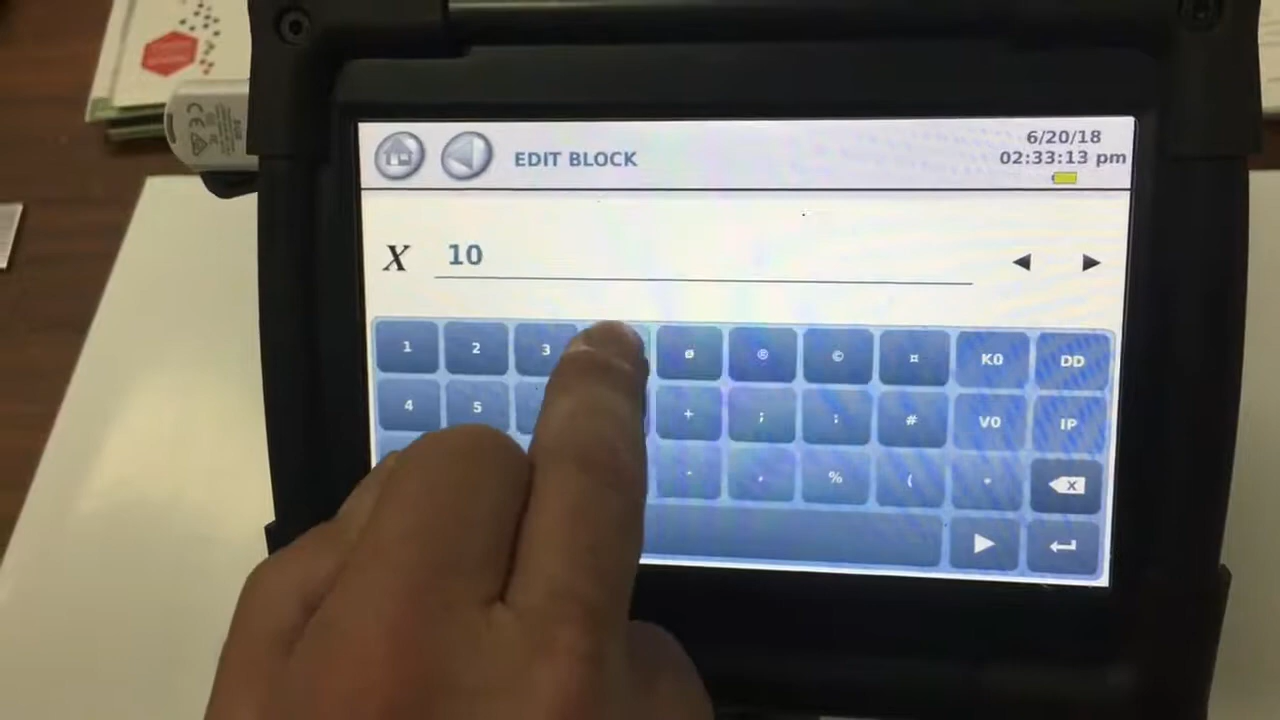 6/20/18
EDIT BLOCK
02:33:13 pm
X 10
1 2 3 ® © ¤ K0 DD
4 5 + ; # V0 IP
- % ( X